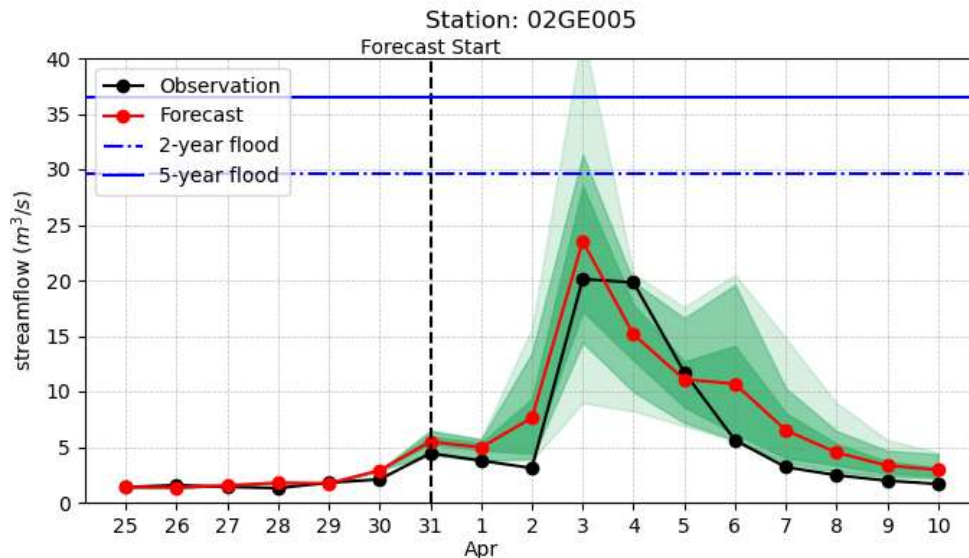 Station: 02GE005
Forecast Start
40
35
30
25
20
15
10
5
0
streamflow (m³/s)
Observation
Forecast
2-year flood
5-year flood
25 26 27 28 29 30 31 1 2 3 4 5 6 7 8 9 10
Apr